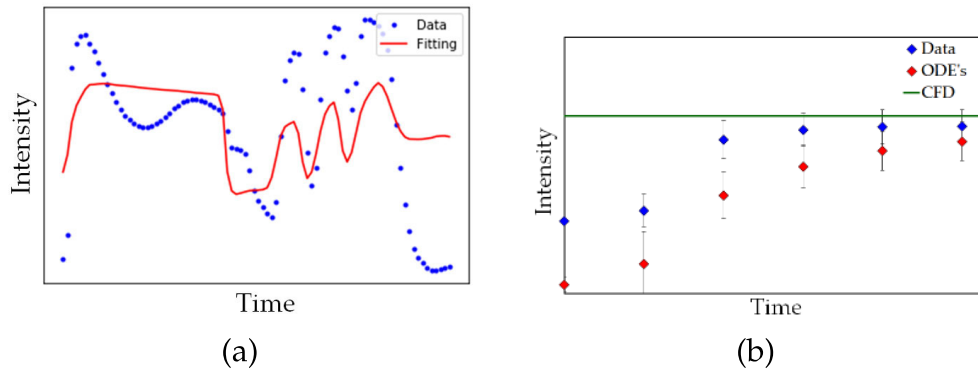 Data
Fitting
Intensity
Time
(a)
Data
ODE's
CFD
Intensity
Time
(b)